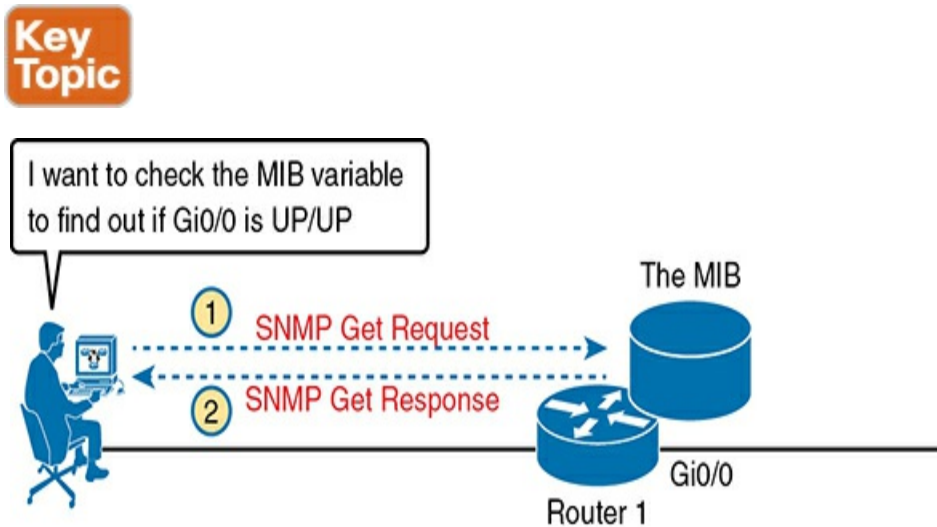 Key
Topic
I want to check the MIB variable
to find out if Gi0/0 is UP/UP
The MIB
1
SNMP Get Request
2
SNMP Get Response
Gi0/0
Router 1